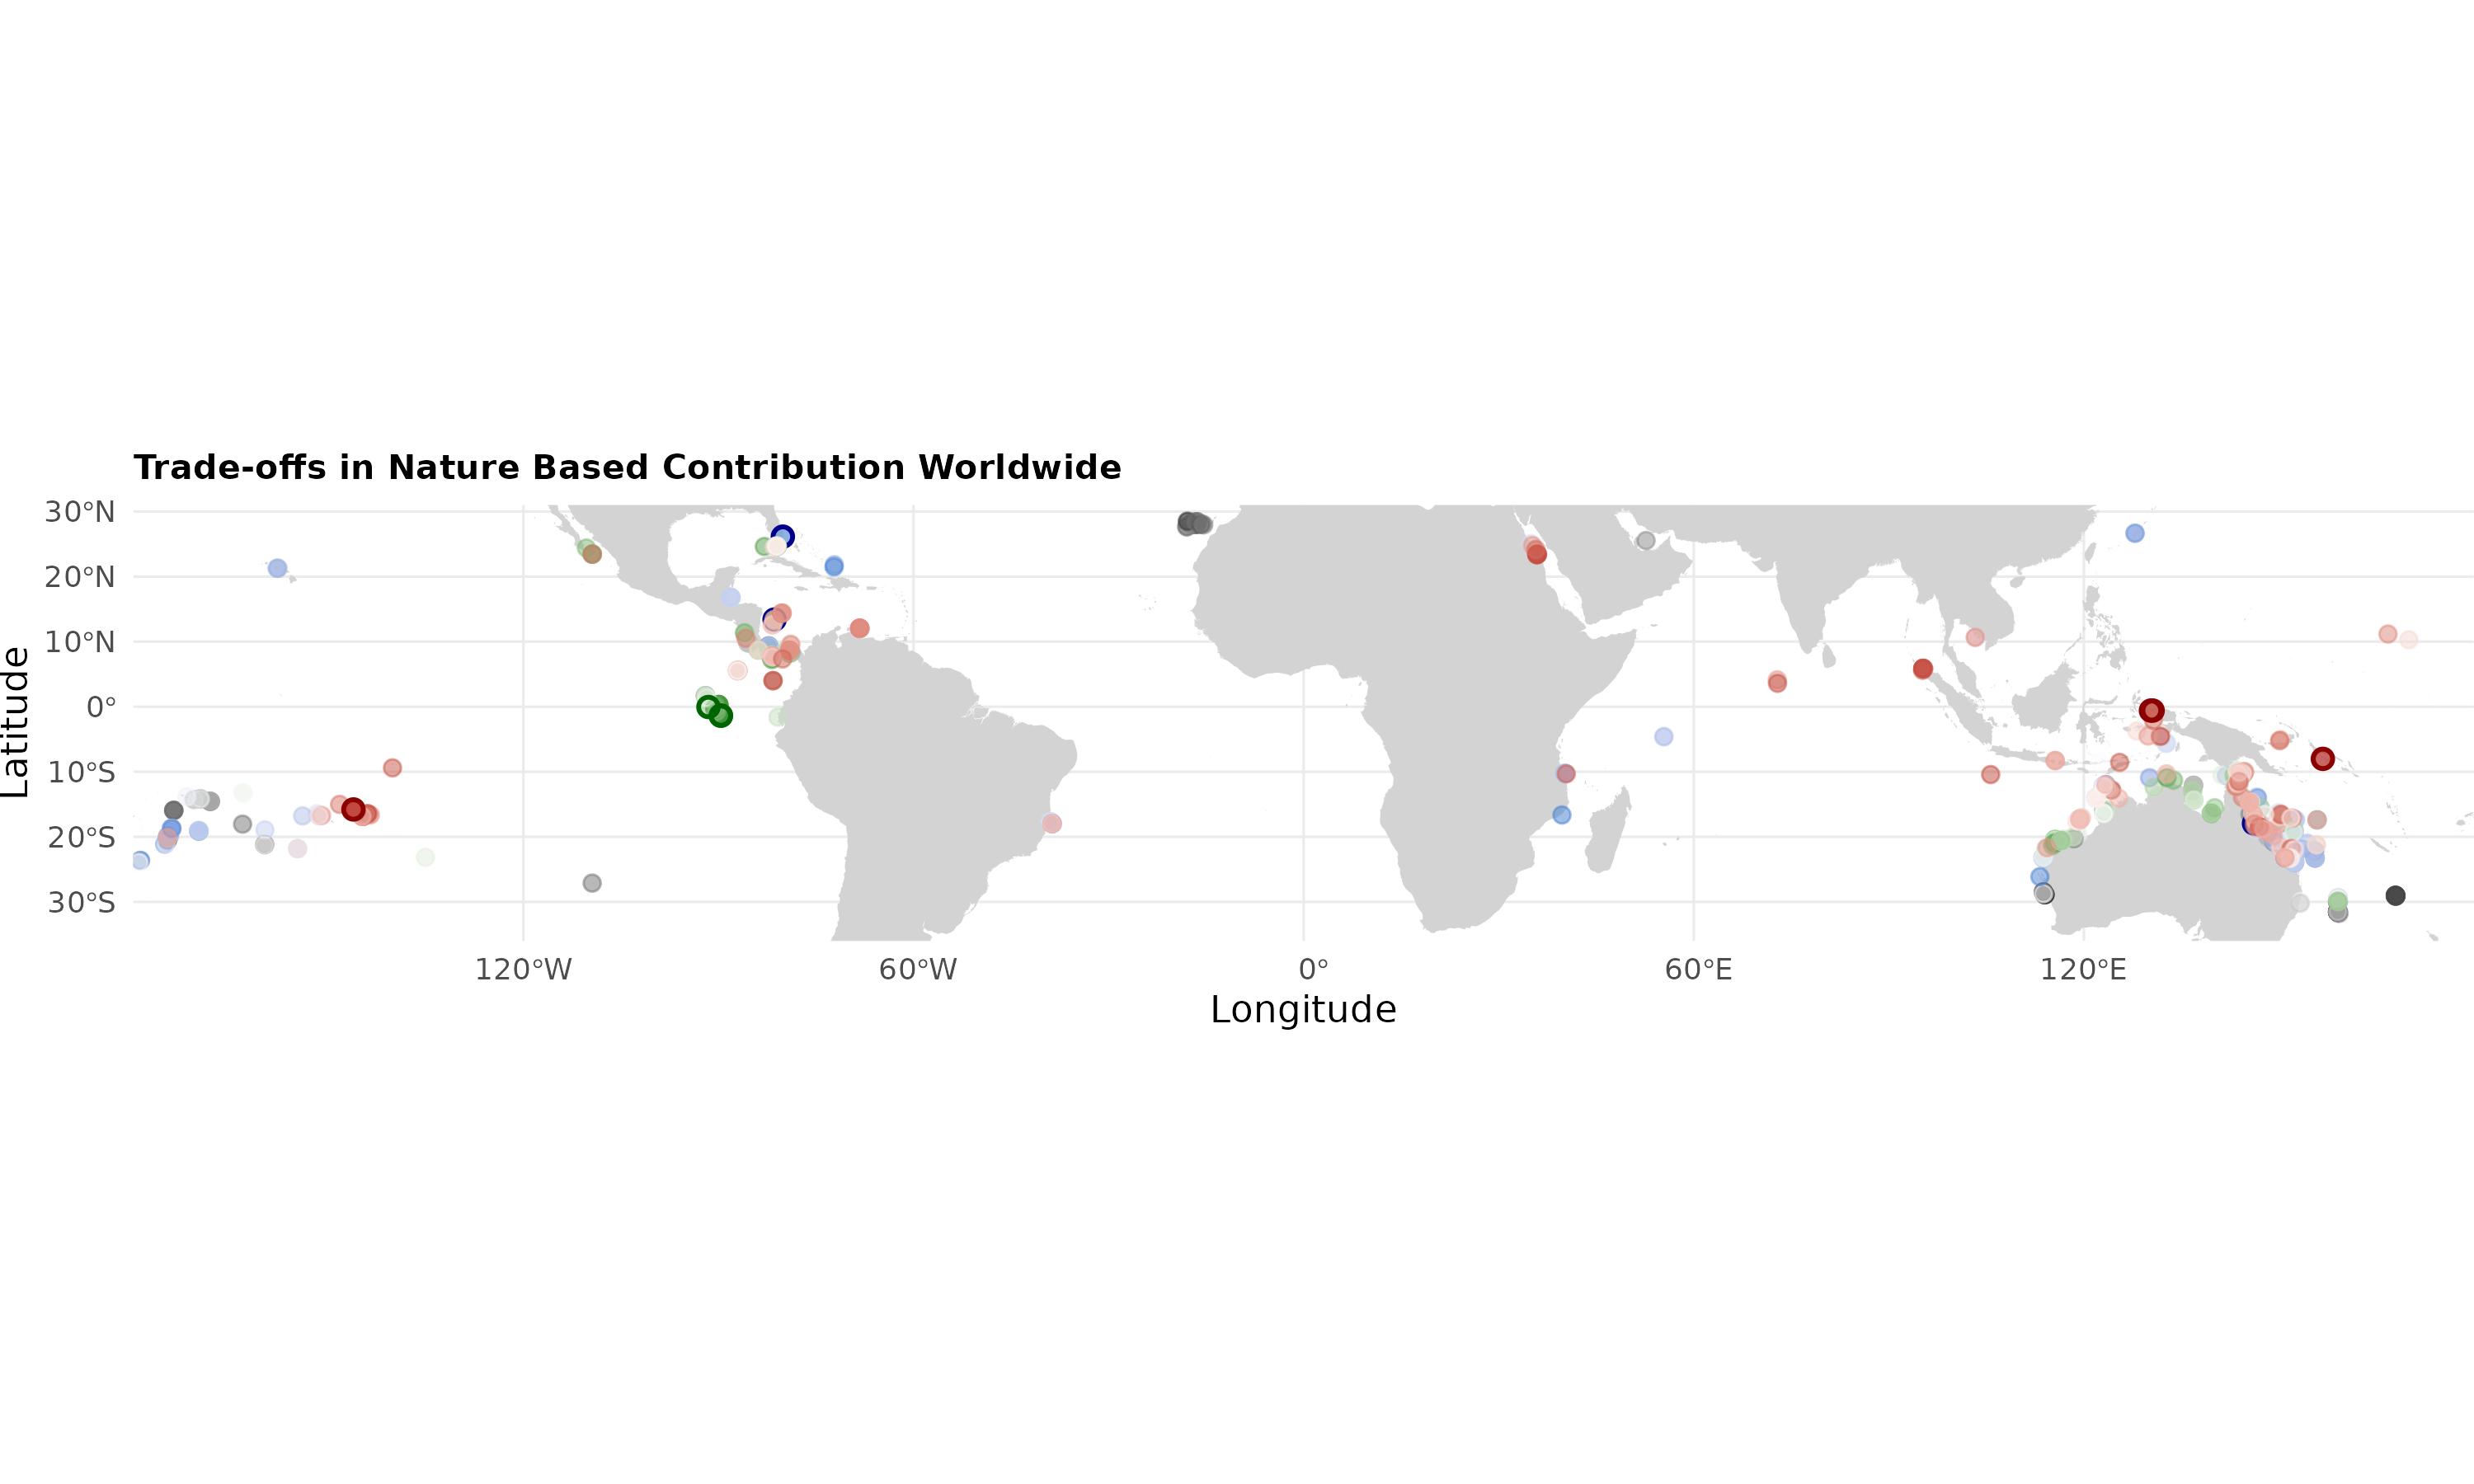 Trade-offs in Nature Based Contribution Worldwide
30°N
20°N
10°N
0°
10°S
20°S
30°S
Latitude
120°W
60°W
0°
60°E
120°E
Longitude